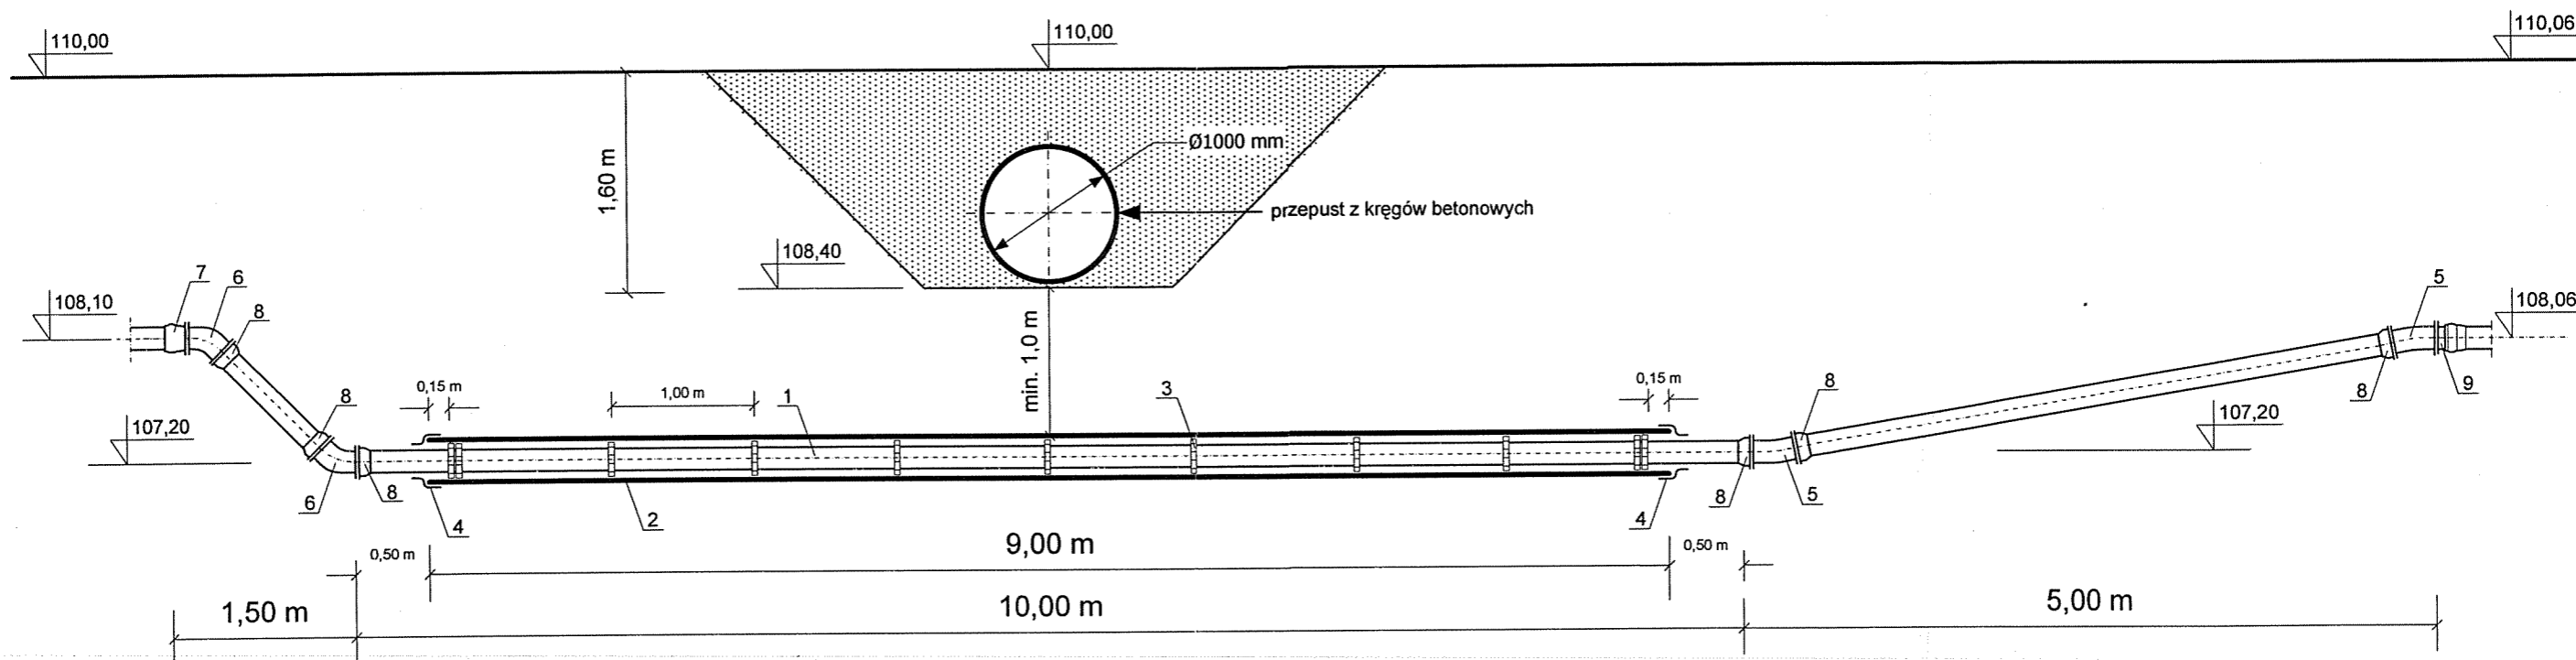 110,00
110,00
110,06
Ø1000 mm
1,60 m
przepust z kręgów betonowych
108,40
7
6
5
108,10
8
108,06
min. 1,0 m
0,15 m
1,00 m
1
3
0,15 m
8
8
8
9
107,20
107,20
6
8
4
2
4
8
5
0,50 m
9,00 m
0,50 m
1,50 m
10,00 m
5,00 m